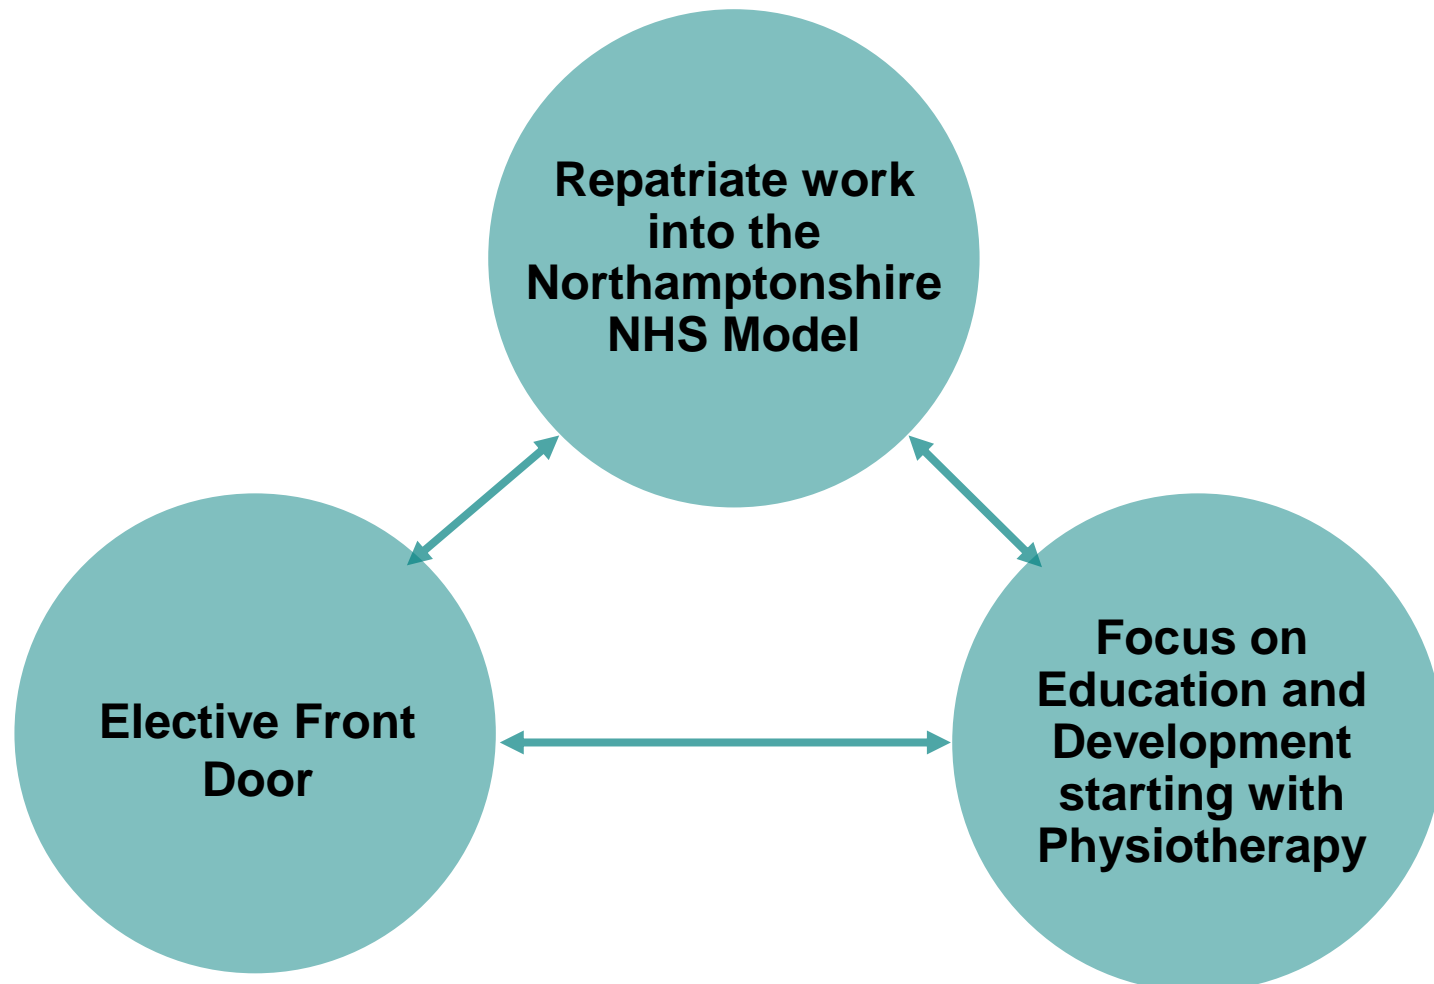 Repatriate work
into the
Northamptonshire
NHS Model
Elective Front
Door
Focus on
Education and
Development
starting with
Physiotherapy